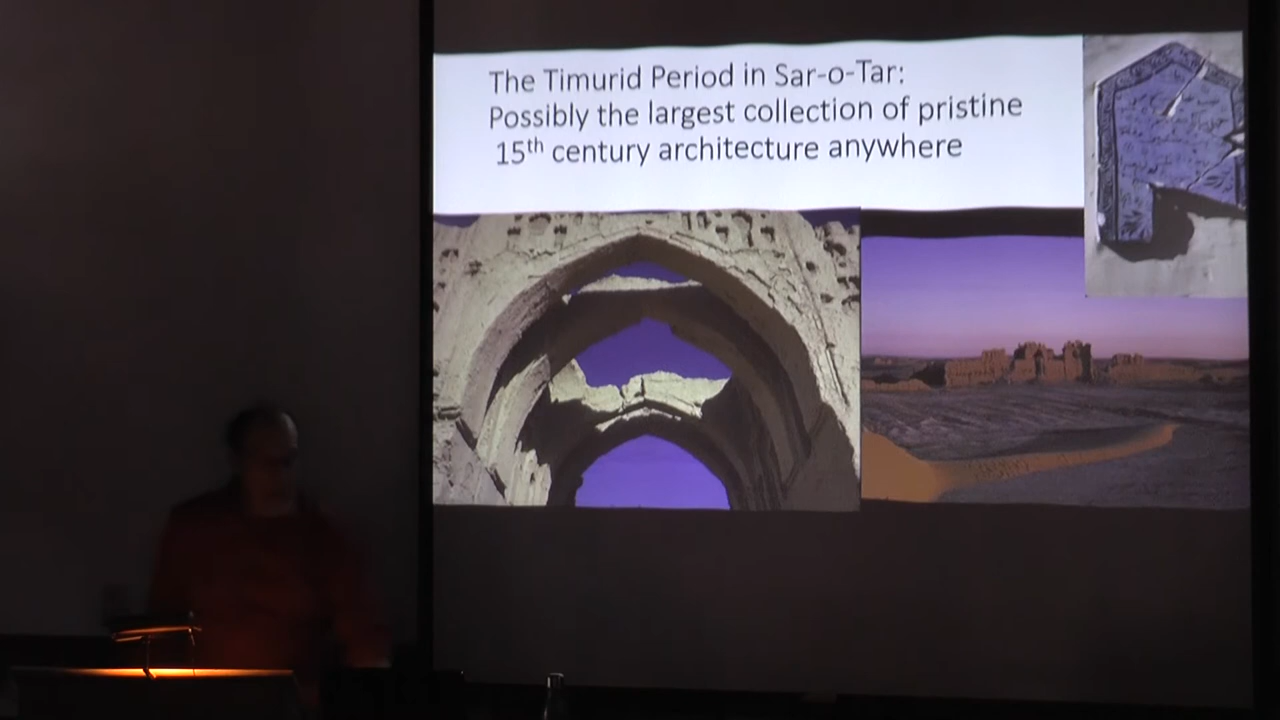 The Timurid Period in Sar-o-Tar:
Possibly the largest collection of pristine
15th century architecture anywhere